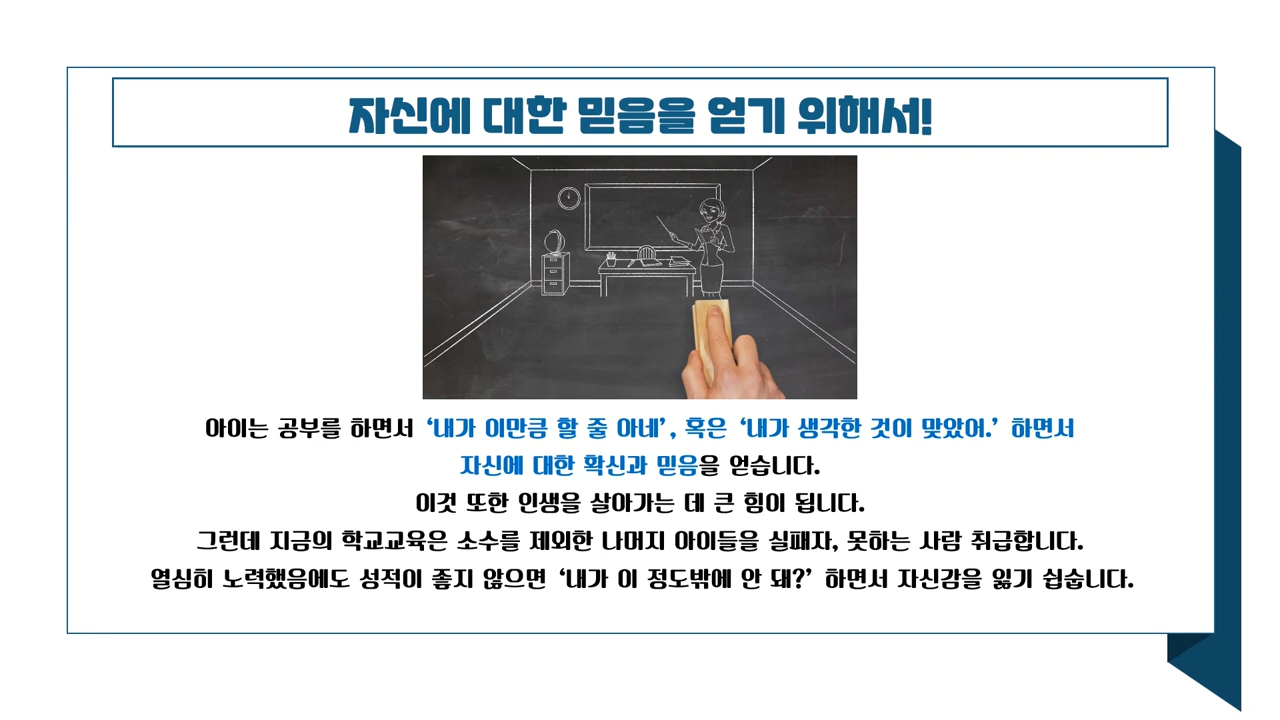 자신에 대한 믿음을 얻기 위해서!
아이는 공부를 하면서 ‘내가 이만큼 할 줄 아네’, 혹은 ‘내가 생각한 것이 맞았어.’ 하면서
자신에 대한 확신과 믿음을 얻습니다.
이것 또한 인생을 살아가는 데 큰 힘이 됩니다.
그런데 지금의 학교교육은 소수를 제외한 나머지 아이들을 실패자, 못하는 사람 취급합니다.
열심히 노력했음에도 성적이 좋지 않으면 ‘내가 이 정도밖에 안 돼?’ 하면서 자신감을 잃기 쉽습니다.